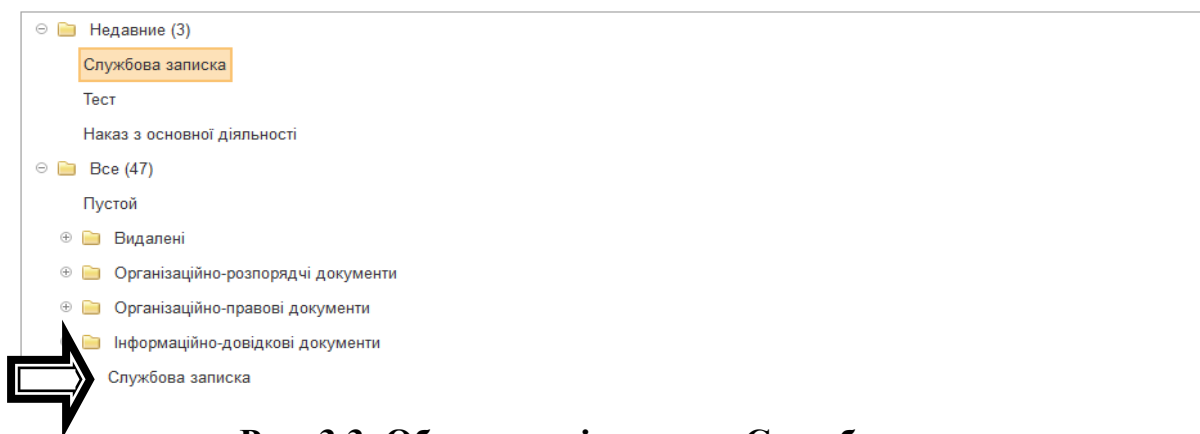 Недавние (3)
Службова записка
Тест
Наказ з основної діяльності
Все (47)
Пустой
Видалені
Організаційно-розпорядчі документи
Організаційно-правові документи
Інформаційно-довідкові документи
Службова записка